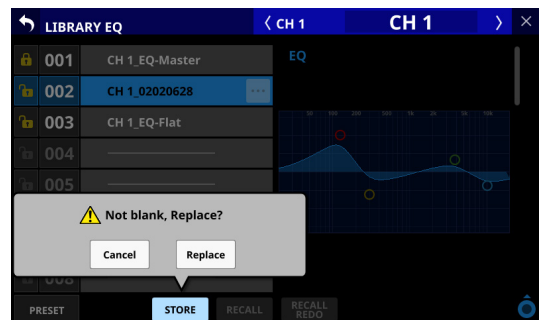 LIBRARY EQ
CH 1
CH 1
001 CH 1_EQ-Master
EQ
002 CH 1_02020628
003 CH 1_EQ-Flat
004
005
Not blank, Replace?
Cancel Replace
008
PRESET STORE RECALL RECALL REDO